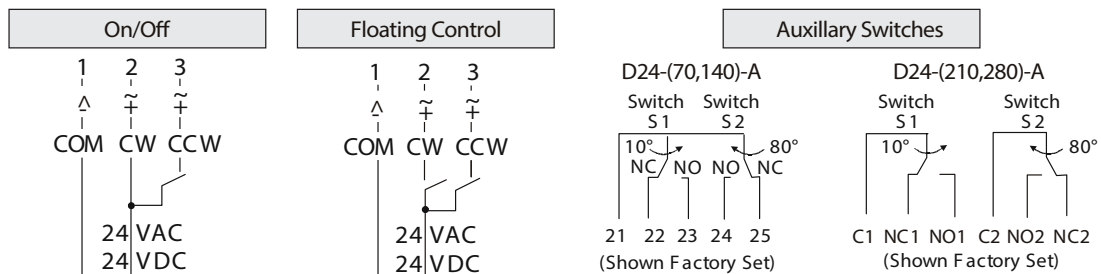 On/Off
1 2 3
~ ~
- + +
COM CW CCW
24 VAC
24 VDC
Floating Control
1 2 3
~ ~
- + +
COM CW CCW
24 VAC
24 VDC
Auxillary Switches
D24-(70,140)-A
Switch Switch
S1 S2
10° 80°
NC NO NO NC
21 22 23 24 25
(Shown Factory Set)
D24-(210,280)-A
Switch Switch
S1 S2
10° 80°
C1 NC1 NO1 C2 NO2 NC2
(Shown Factory Set)